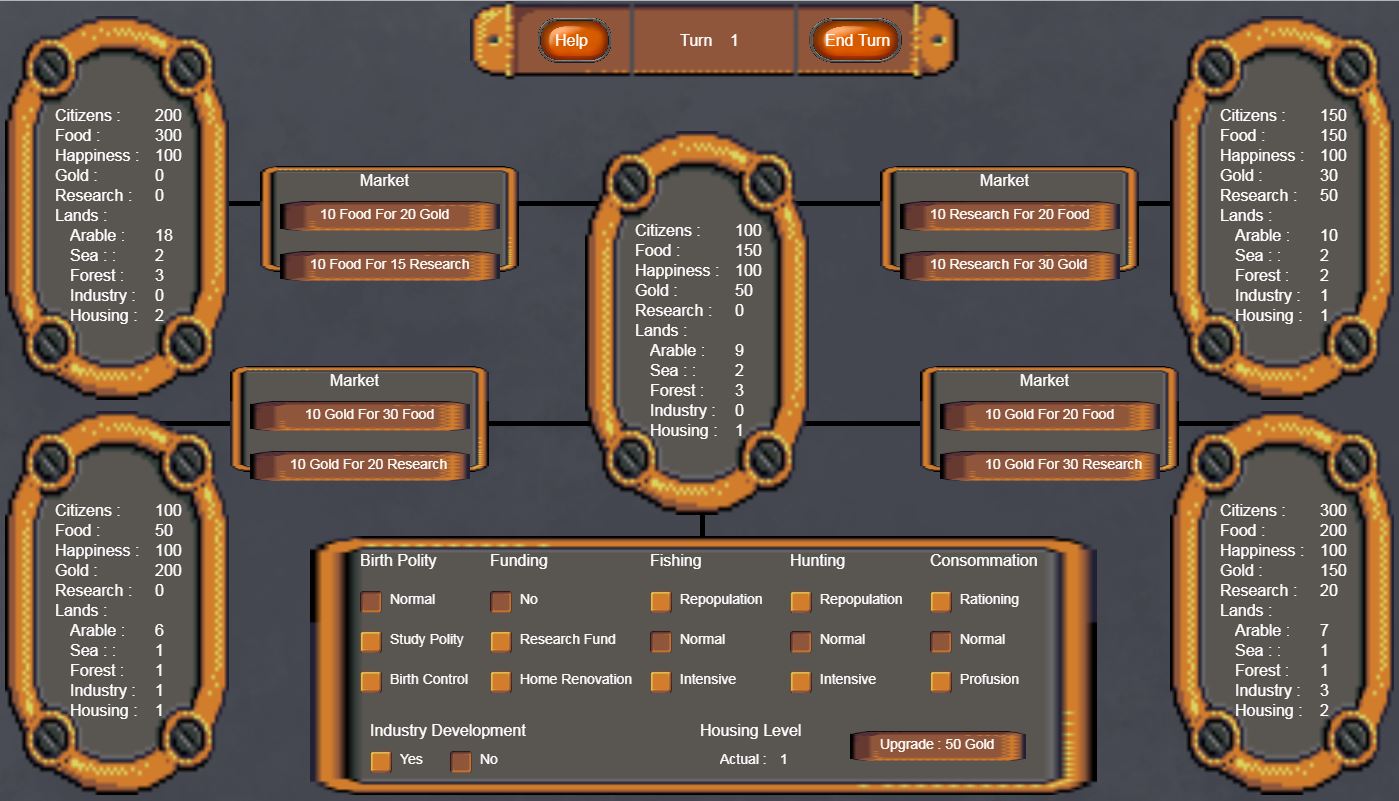 Help
Turn 1
End Turn
Citizens : 200
Food : 300
Happiness : 100
Gold : 0
Research : 0
Lands :
Arable : 18
Sea : : 2
Forest : 3
Industry : 0
Housing : 2
Market
10 Food For 20 Gold
10 Food For 15 Research
Citizens : 100
Food : 150
Happiness : 100
Gold : 50
Research : 0
Lands :
Arable : 9
Sea : : 2
Forest : 3
Industry : 0
Housing : 1
Market
10 Research For 20 Food
10 Research For 30 Gold
Citizens : 150
Food : 150
Happiness : 100
Gold : 30
Research : 50
Lands :
Arable : 10
Sea : : 2
Forest : 2
Industry : 1
Housing : 1
Market
10 Gold For 30 Food
10 Gold For 20 Research
Market
10 Gold For 20 Food
10 Gold For 30 Research
Citizens : 100
Food : 50
Happiness : 100
Gold : 200
Research : 0
Lands :
Arable : 6
Sea : : 1
Forest : 1
Industry : 1
Housing : 1
Birth Polity
Normal
Study Polity
Birth Control
Funding
No
Research Fund
Home Renovation
Fishing
Repopulation
Normal
Intensive
Hunting
Repopulation
Normal
Intensive
Consommation
Rationing
Normal
Profusion
Industry Development
Yes No
Housing Level
Actual : 1
Upgrade : 50 Gold
Citizens : 300
Food : 200
Happiness : 100
Gold : 150
Research : 20
Lands :
Arable : 7
Sea : : 1
Forest : 1
Industry : 3
Housing : 2